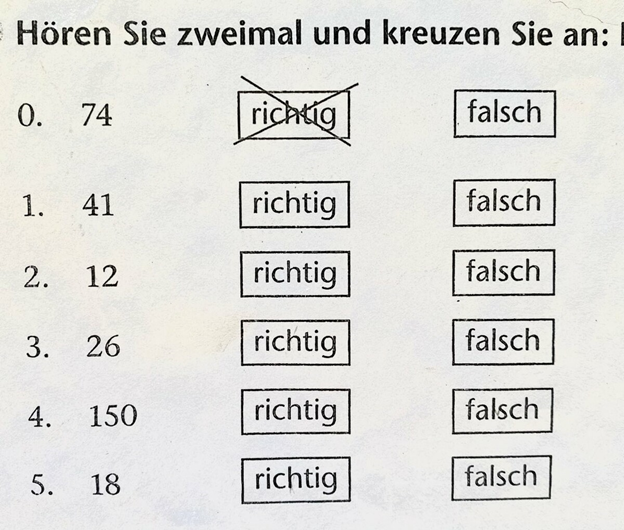 Hören Sie zweimal und kreuzen Sie an:
0. 74 richtig falsch
1. 41 richtig falsch
2. 12 richtig falsch
3. 26 richtig falsch
4. 150 richtig falsch
5. 18 richtig falsch